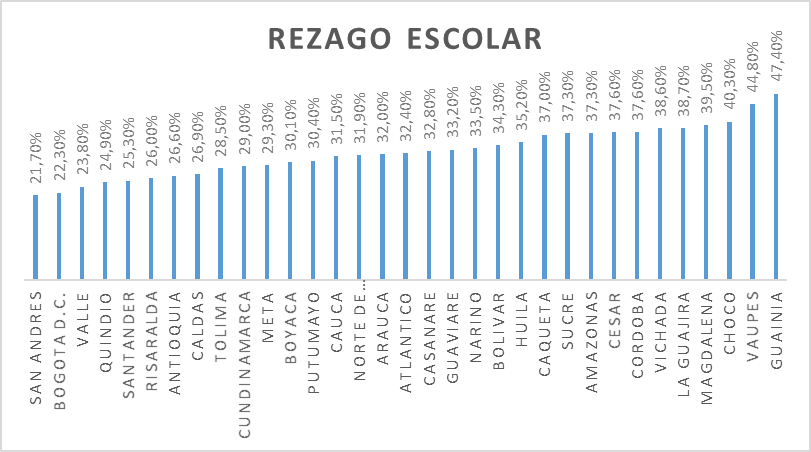 REZAGO ESCOLAR
21,70%
22,30%
23,80%
24,90%
25,30%
26,00%
26,60%
26,90%
28,50%
29,00%
29,30%
30,10%
30,40%
31,50%
31,90%
32,00%
32,40%
32,80%
33,20%
33,50%
34,30%
35,20%
37,00%
37,30%
37,30%
37,60%
37,60%
38,60%
38,70%
39,50%
40,30%
44,80%
47,40%
SAN ANDRES
BOGOTA D.C.
VALLE
QUINDIO
SANTANDER
RISARALDA
ANTIOQUIA
CALDAS
TOLIMA
CUNDINAMARCA
META
BOYACA
PUTUMAYO
CAUCA
NORTE DE…
ARAUCA
ATLANTICO
CASANARE
GUAVIARE
NARINO
BOLIVAR
HUILA
CAQUETA
SUCRE
AMAZONAS
CESAR
CORDOBA
VICHADA
LA GUAJIRA
MAGDALENA
CHOCO
VAUPES
GUAINIA